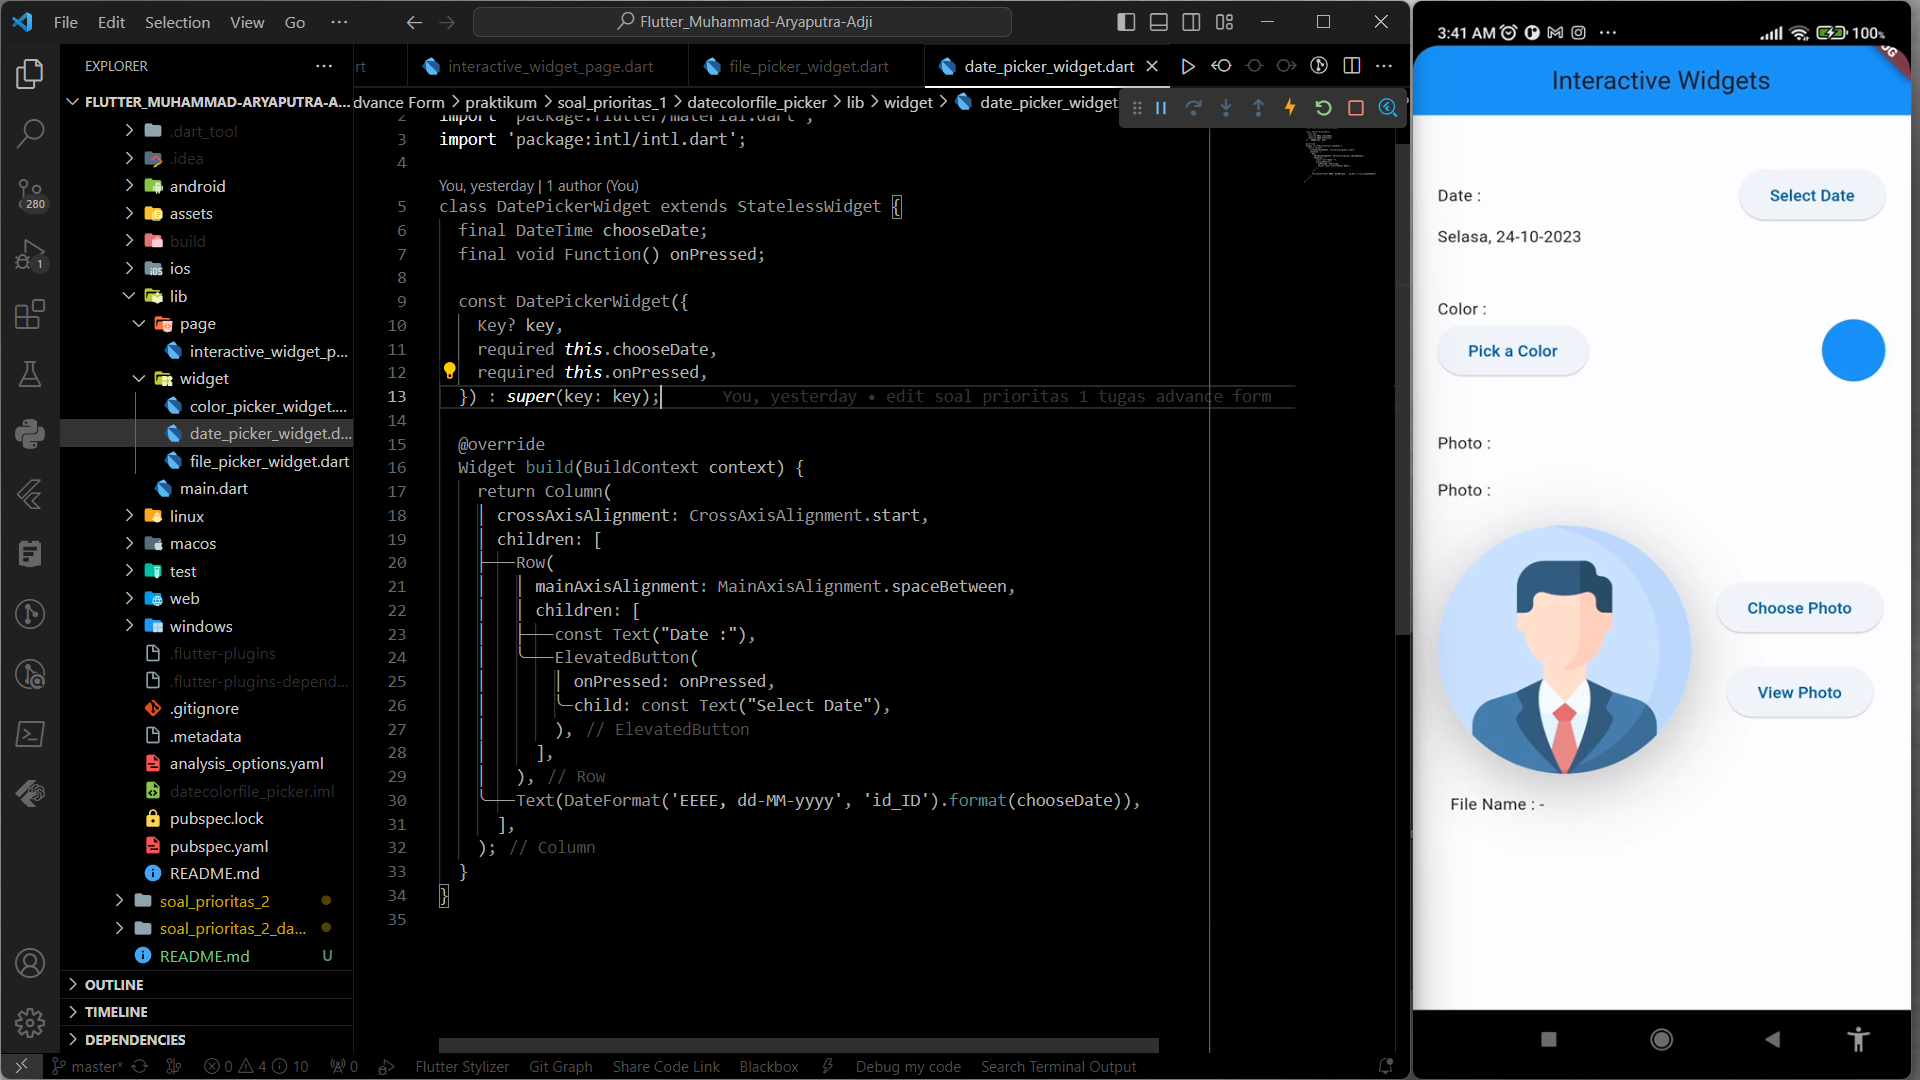 File Edit Selection View Go ···
Flutter_Muhammad-Aryaputra-Adji
EXPLORER
FLUTTER_MUHAMMAD-ARYAPUTRA-A...
.dart_tool
.idea
android
assets
build
ios
lib
page
interactive_widget_p...
widget
color_picker_widget....
date_picker_widget.d...
file_picker_widget.dart
main.dart
linux
macos
test
web
windows
.flutter-plugins
.flutter-plugins-depend...
.gitignore
.metadata
analysis_options.yaml
datecolorfile_picker.iml
pubspec.lock
pubspec.yaml
README.md
soal_prioritas_2
soal_prioritas_2_da...
README.md U
OUTLINE
TIMELINE
DEPENDENCIES
280
1
rt interactive_widget_page.dart file_picker_widget.dart date_picker_widget.dart
dvance Form > praktikum > soal_prioritas_1 > datecolorfile_picker > lib > widget > date_picker_widget
2 import 'package:flutter/material.dart';
3 import 'package:intl/intl.dart';
4
You, yesterday | 1 author (You)
5 class DatePickerWidget extends StatelessWidget {
6 final DateTime chooseDate;
7 final void Function() onPressed;
8
9 const DatePickerWidget({
10 Key? key,
11 required this.chooseDate,
12 required this.onPressed,
13 }) : super(key: key); You, yesterday • edit soal prioritas 1 tugas advance form
14
15 @override
16 Widget build(BuildContext context) {
17 return Column(
18 crossAxisAlignment: CrossAxisAlignment.start,
19 children: [
20 Row(
21 mainAxisAlignment: MainAxisAlignment.spaceBetween,
22 children: [
23 const Text("Date :"),
24 ElevatedButton(
25 onPressed: onPressed,
26 child: const Text("Select Date"),
27 ), // ElevatedButton
28 ],
29 ), // Row
30 Text(DateFormat('EEEE, dd-MM-yyyy', 'id_ID').format(chooseDate)),
31 ],
32 ); // Column
33 }
34 }
35
master* 0 4 10 0 Flutter Stylizer Git Graph Share Code Link Blackbox Debug my code Search Terminal Output
3:41 AM ··· 100%
Interactive Widgets
Date :
Select Date
Selasa, 24-10-2023
Color :
Pick a Color
Photo :
Photo :
Choose Photo
View Photo
File Name : -